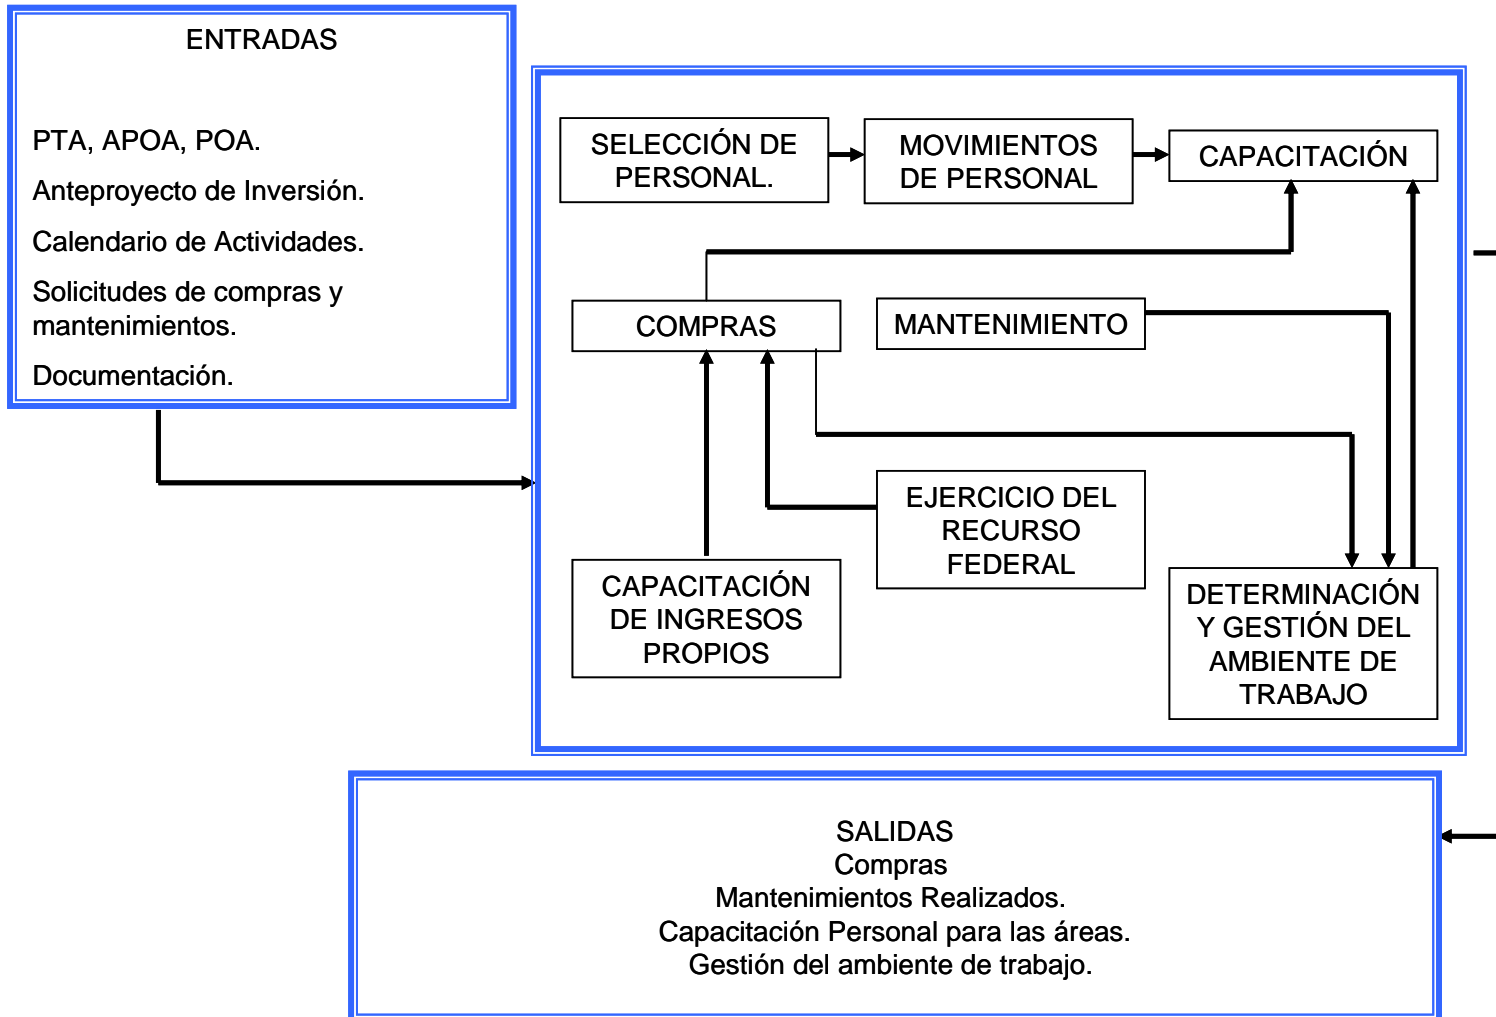 ENTRADAS
PTA, APOA, POA.
Anteproyecto de Inversión.
Calendario de Actividades.
Solicitudes de compras y
mantenimientos.
Documentación.
SELECCIÓN DE
PERSONAL.
MOVIMIENTOS
DE PERSONAL
CAPACITACIÓN
COMPRAS
MANTENIMIENTO
EJERCICIO DEL
RECURSO
FEDERAL
CAPACITACIÓN
DE INGRESOS
PROPIOS
DETERMINACIÓN
Y GESTIÓN DEL
AMBIENTE DE
TRABAJO
SALIDAS
Compras
Mantenimientos Realizados.
Capacitación Personal para las áreas.
Gestión del ambiente de trabajo.